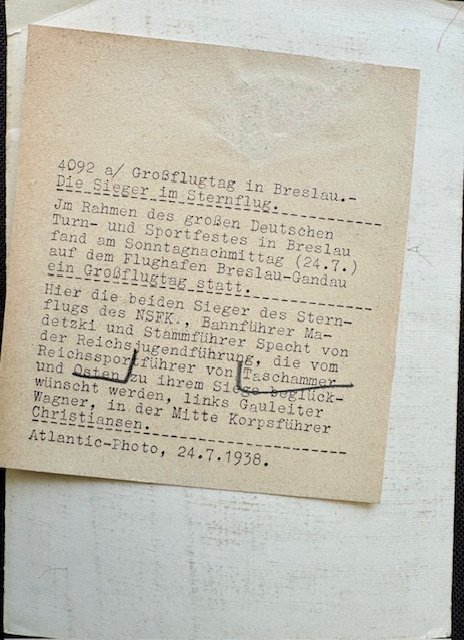 4092 a/ Großflugtag in Breslau.-
Die Sieger im Sternflug.
Jm Rahmen des großen Deutschen
Turn- und Sportfestes in Breslau
fand am Sonntagnachmittag (24.7.)
auf dem Flughafen Breslau-Gandau
ein Großflugtag statt.
Hier die beiden Sieger des Stern-
flugs des NSFK., Bannführer Ma-
detzki und Stammführer Specht von
der Reichsjugendführung, die vom
Reichssportführer von Taschammer
und Osten zu ihrem Siege beglück-
wünscht werden, links Gauleiter
Wagner, in der Mitte Korpsführer
Christiansen.
Atlantic-Photo, 24.7.1938.